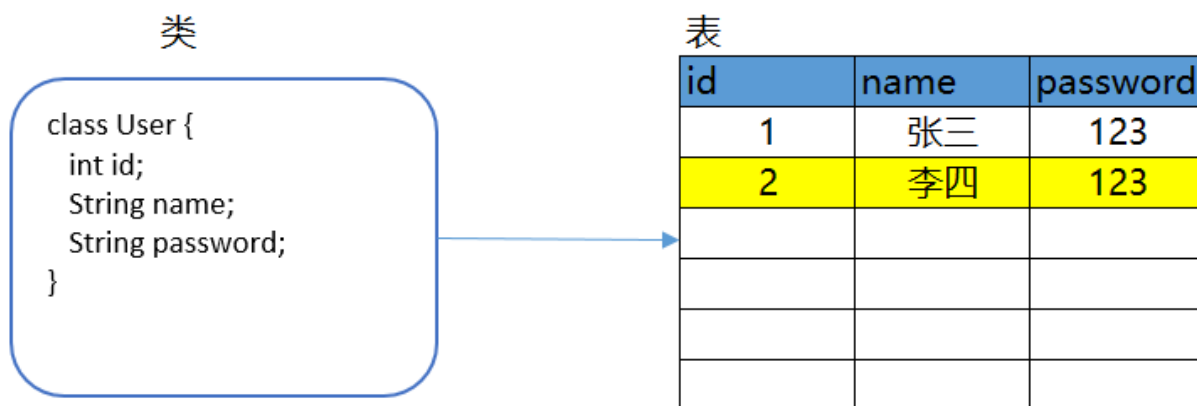 类
class User {
int id;
String name;
String password;
}
表
id name password
1 张三 123
2 李四 123